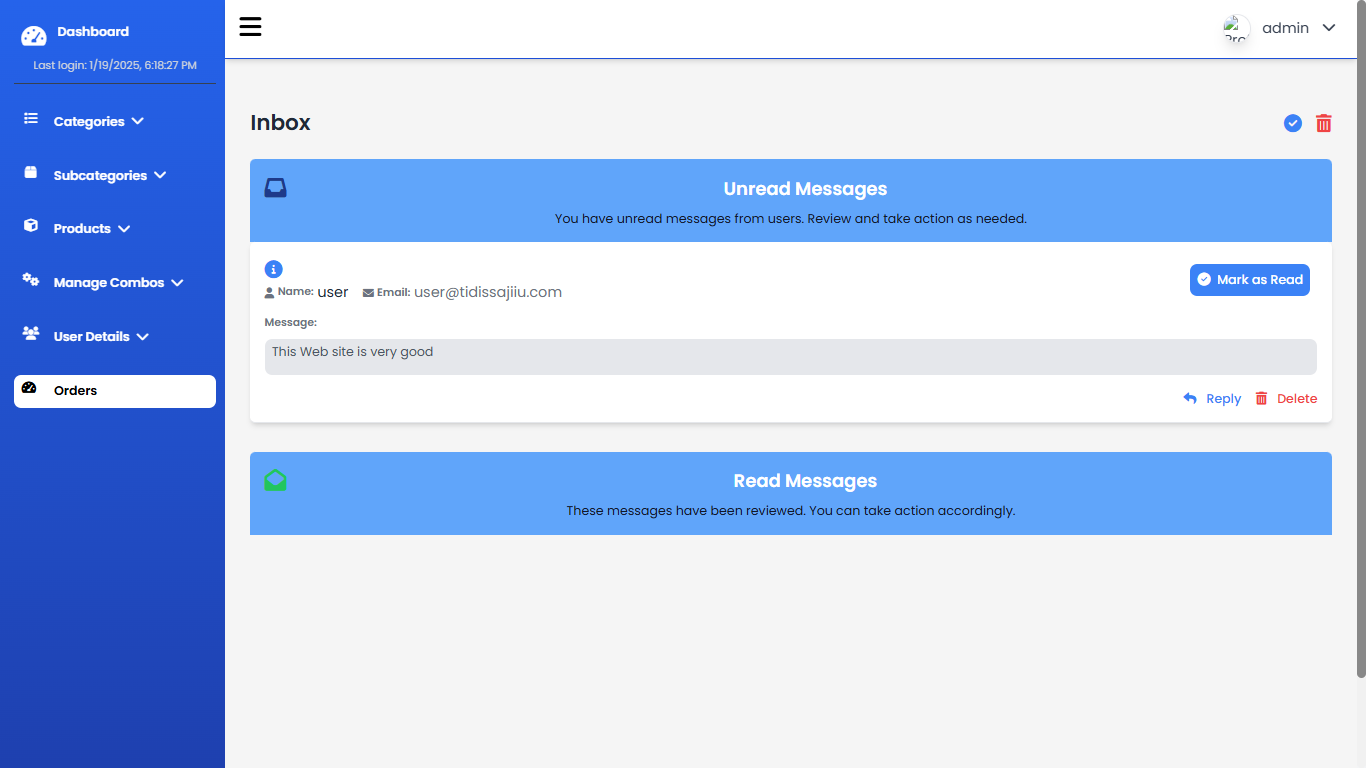 Dashboard
Last login: 1/19/2025, 6:18:27 PM
Categories
Subcategories
Products
Manage Combos
User Details
Orders
Pro
admin
Inbox
Unread Messages
You have unread messages from users. Review and take action as needed.
Name: user Email: user@tidissajiiu.com
Mark as Read
Message:
This Web site is very good
Reply Delete
Read Messages
These messages have been reviewed. You can take action accordingly.